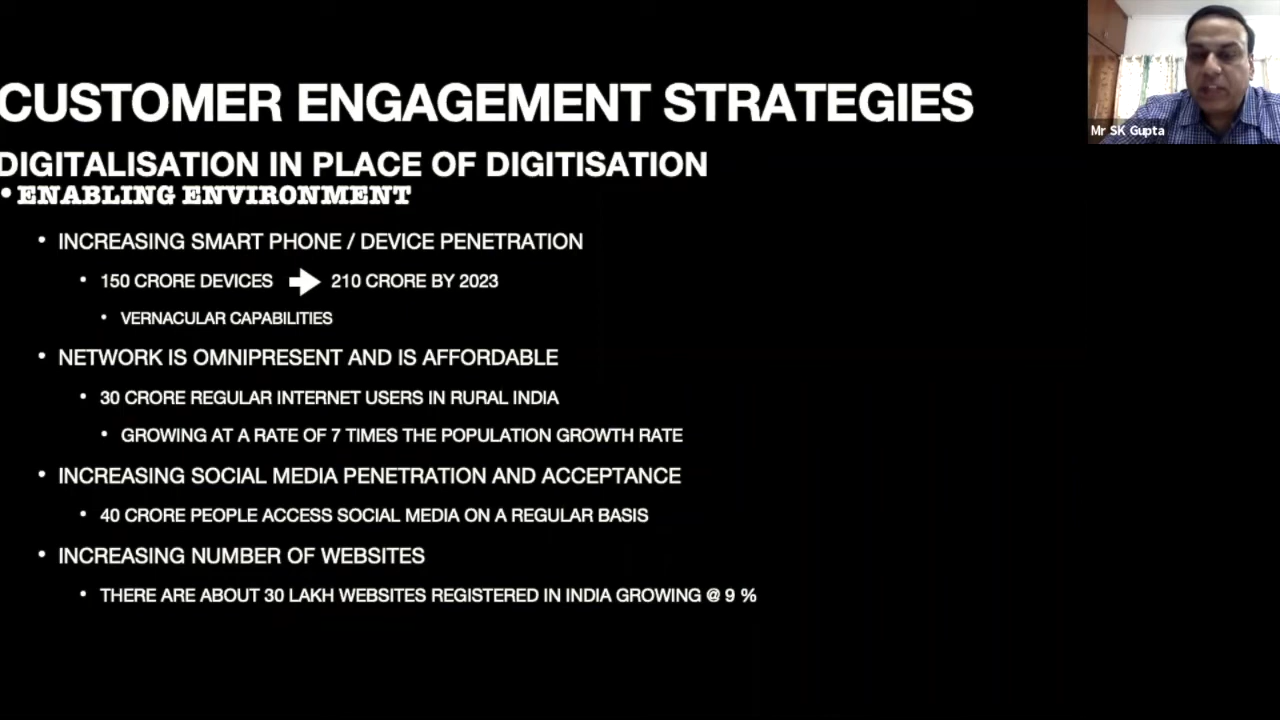 CUSTOMER ENGAGEMENT STRATEGIES
DIGITALISATION IN PLACE OF DIGITISATION
• ENABLING ENVIRONMENT
• INCREASING SMART PHONE / DEVICE PENETRATION
• 150 CRORE DEVICES ➡ 210 CRORE BY 2023
• VERNACULAR CAPABILITIES
• NETWORK IS OMNIPRESENT AND IS AFFORDABLE
• 30 CRORE REGULAR INTERNET USERS IN RURAL INDIA
• GROWING AT A RATE OF 7 TIMES THE POPULATION GROWTH RATE
• INCREASING SOCIAL MEDIA PENETRATION AND ACCEPTANCE
• 40 CRORE PEOPLE ACCESS SOCIAL MEDIA ON A REGULAR BASIS
• INCREASING NUMBER OF WEBSITES
• THERE ARE ABOUT 30 LAKH WEBSITES REGISTERED IN INDIA GROWING @ 9 %
Mr SK Gupta